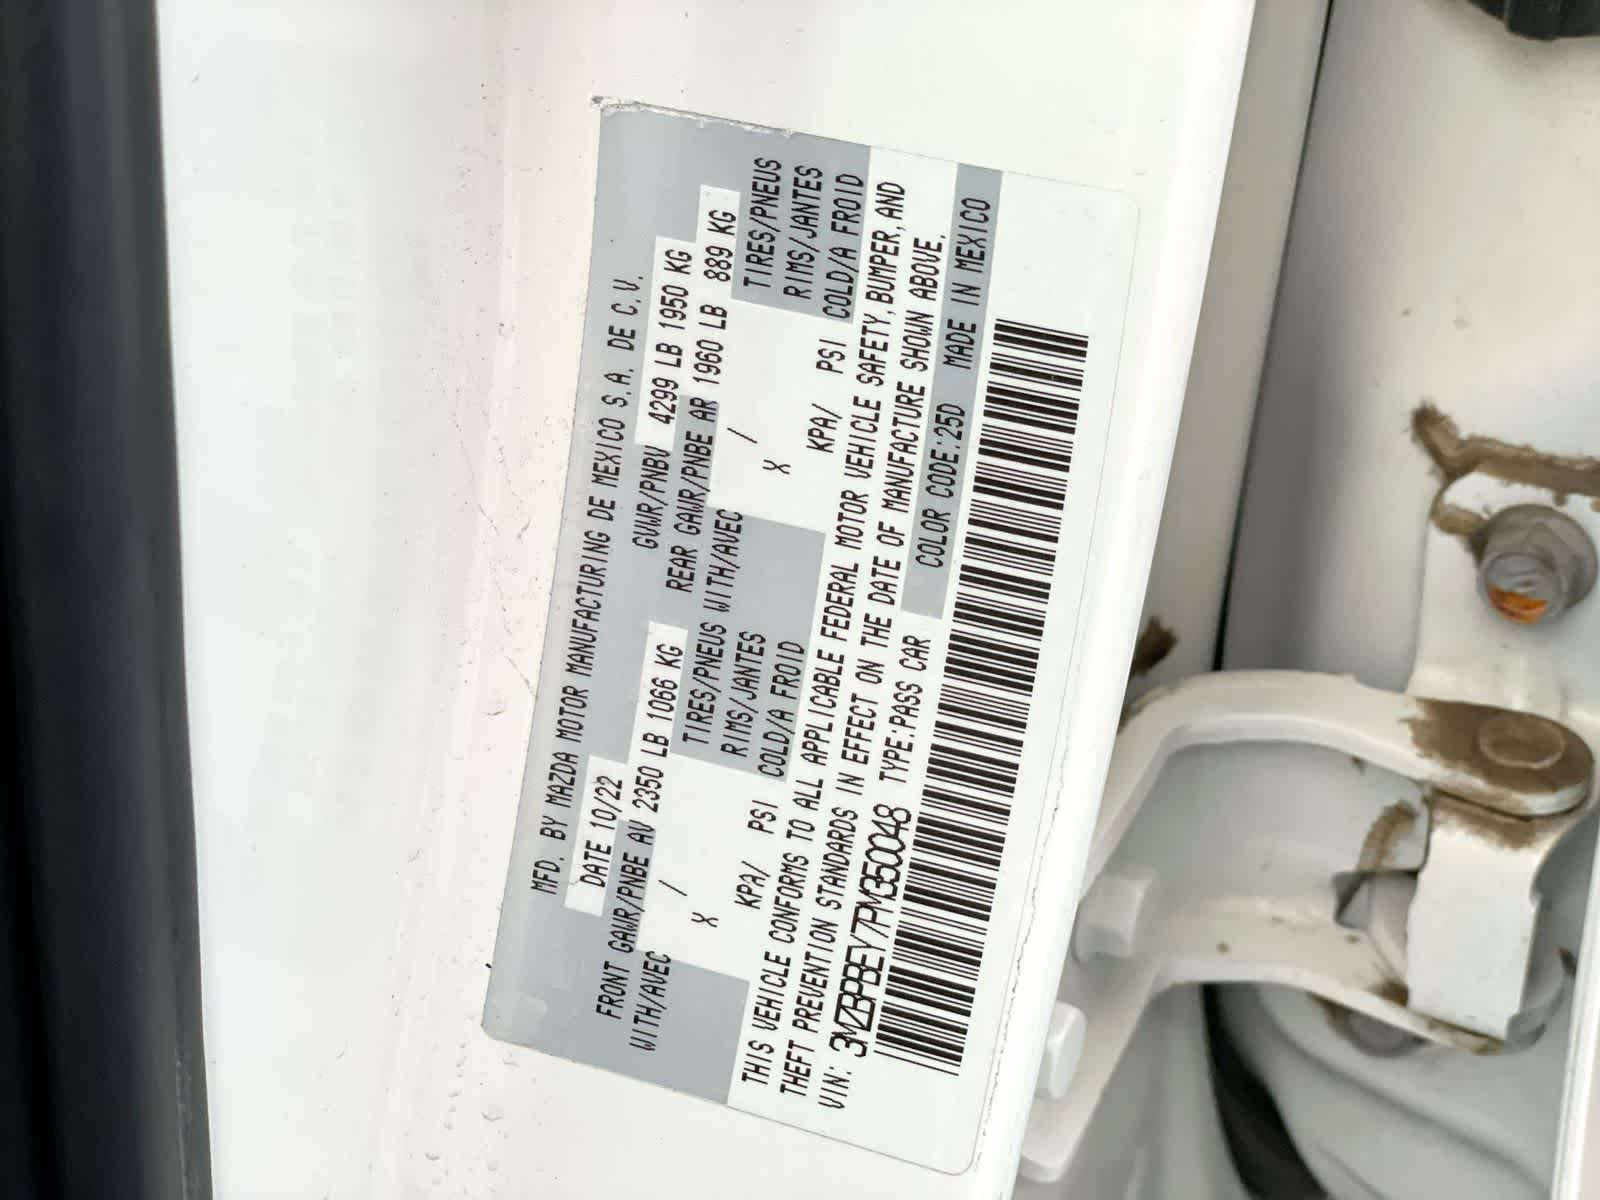 MFD. BY MAZDA MOTOR MANUFACTURING DE MEXICO S.A. DE C.V.
DATE 10/22 GVWR/PNBV 4299 LB 1950 KG
FRONT GAWR/PNBE AV 2350 LB 1066 KG REAR GAWR/PNBE AR 1960 LB 889 KG
WITH/AVEC X / TIRES/PNEUS WITH/AVEC X / TIRES/PNEUS
RIMS/JANTES RIMS/JANTES
KPA/ PSI COLD/A FROID KPA/ PSI COLD/A FROID
THIS VEHICLE CONFORMS TO ALL APPLICABLE FEDERAL MOTOR VEHICLE SAFETY, BUMPER, AND
THEFT PREVENTION STANDARDS IN EFFECT ON THE DATE OF MANUFACTURE SHOWN ABOVE.
VIN: 3MZBPBEY7PM350048 TYPE:PASS CAR COLOR CODE:25D MADE IN MEXICO